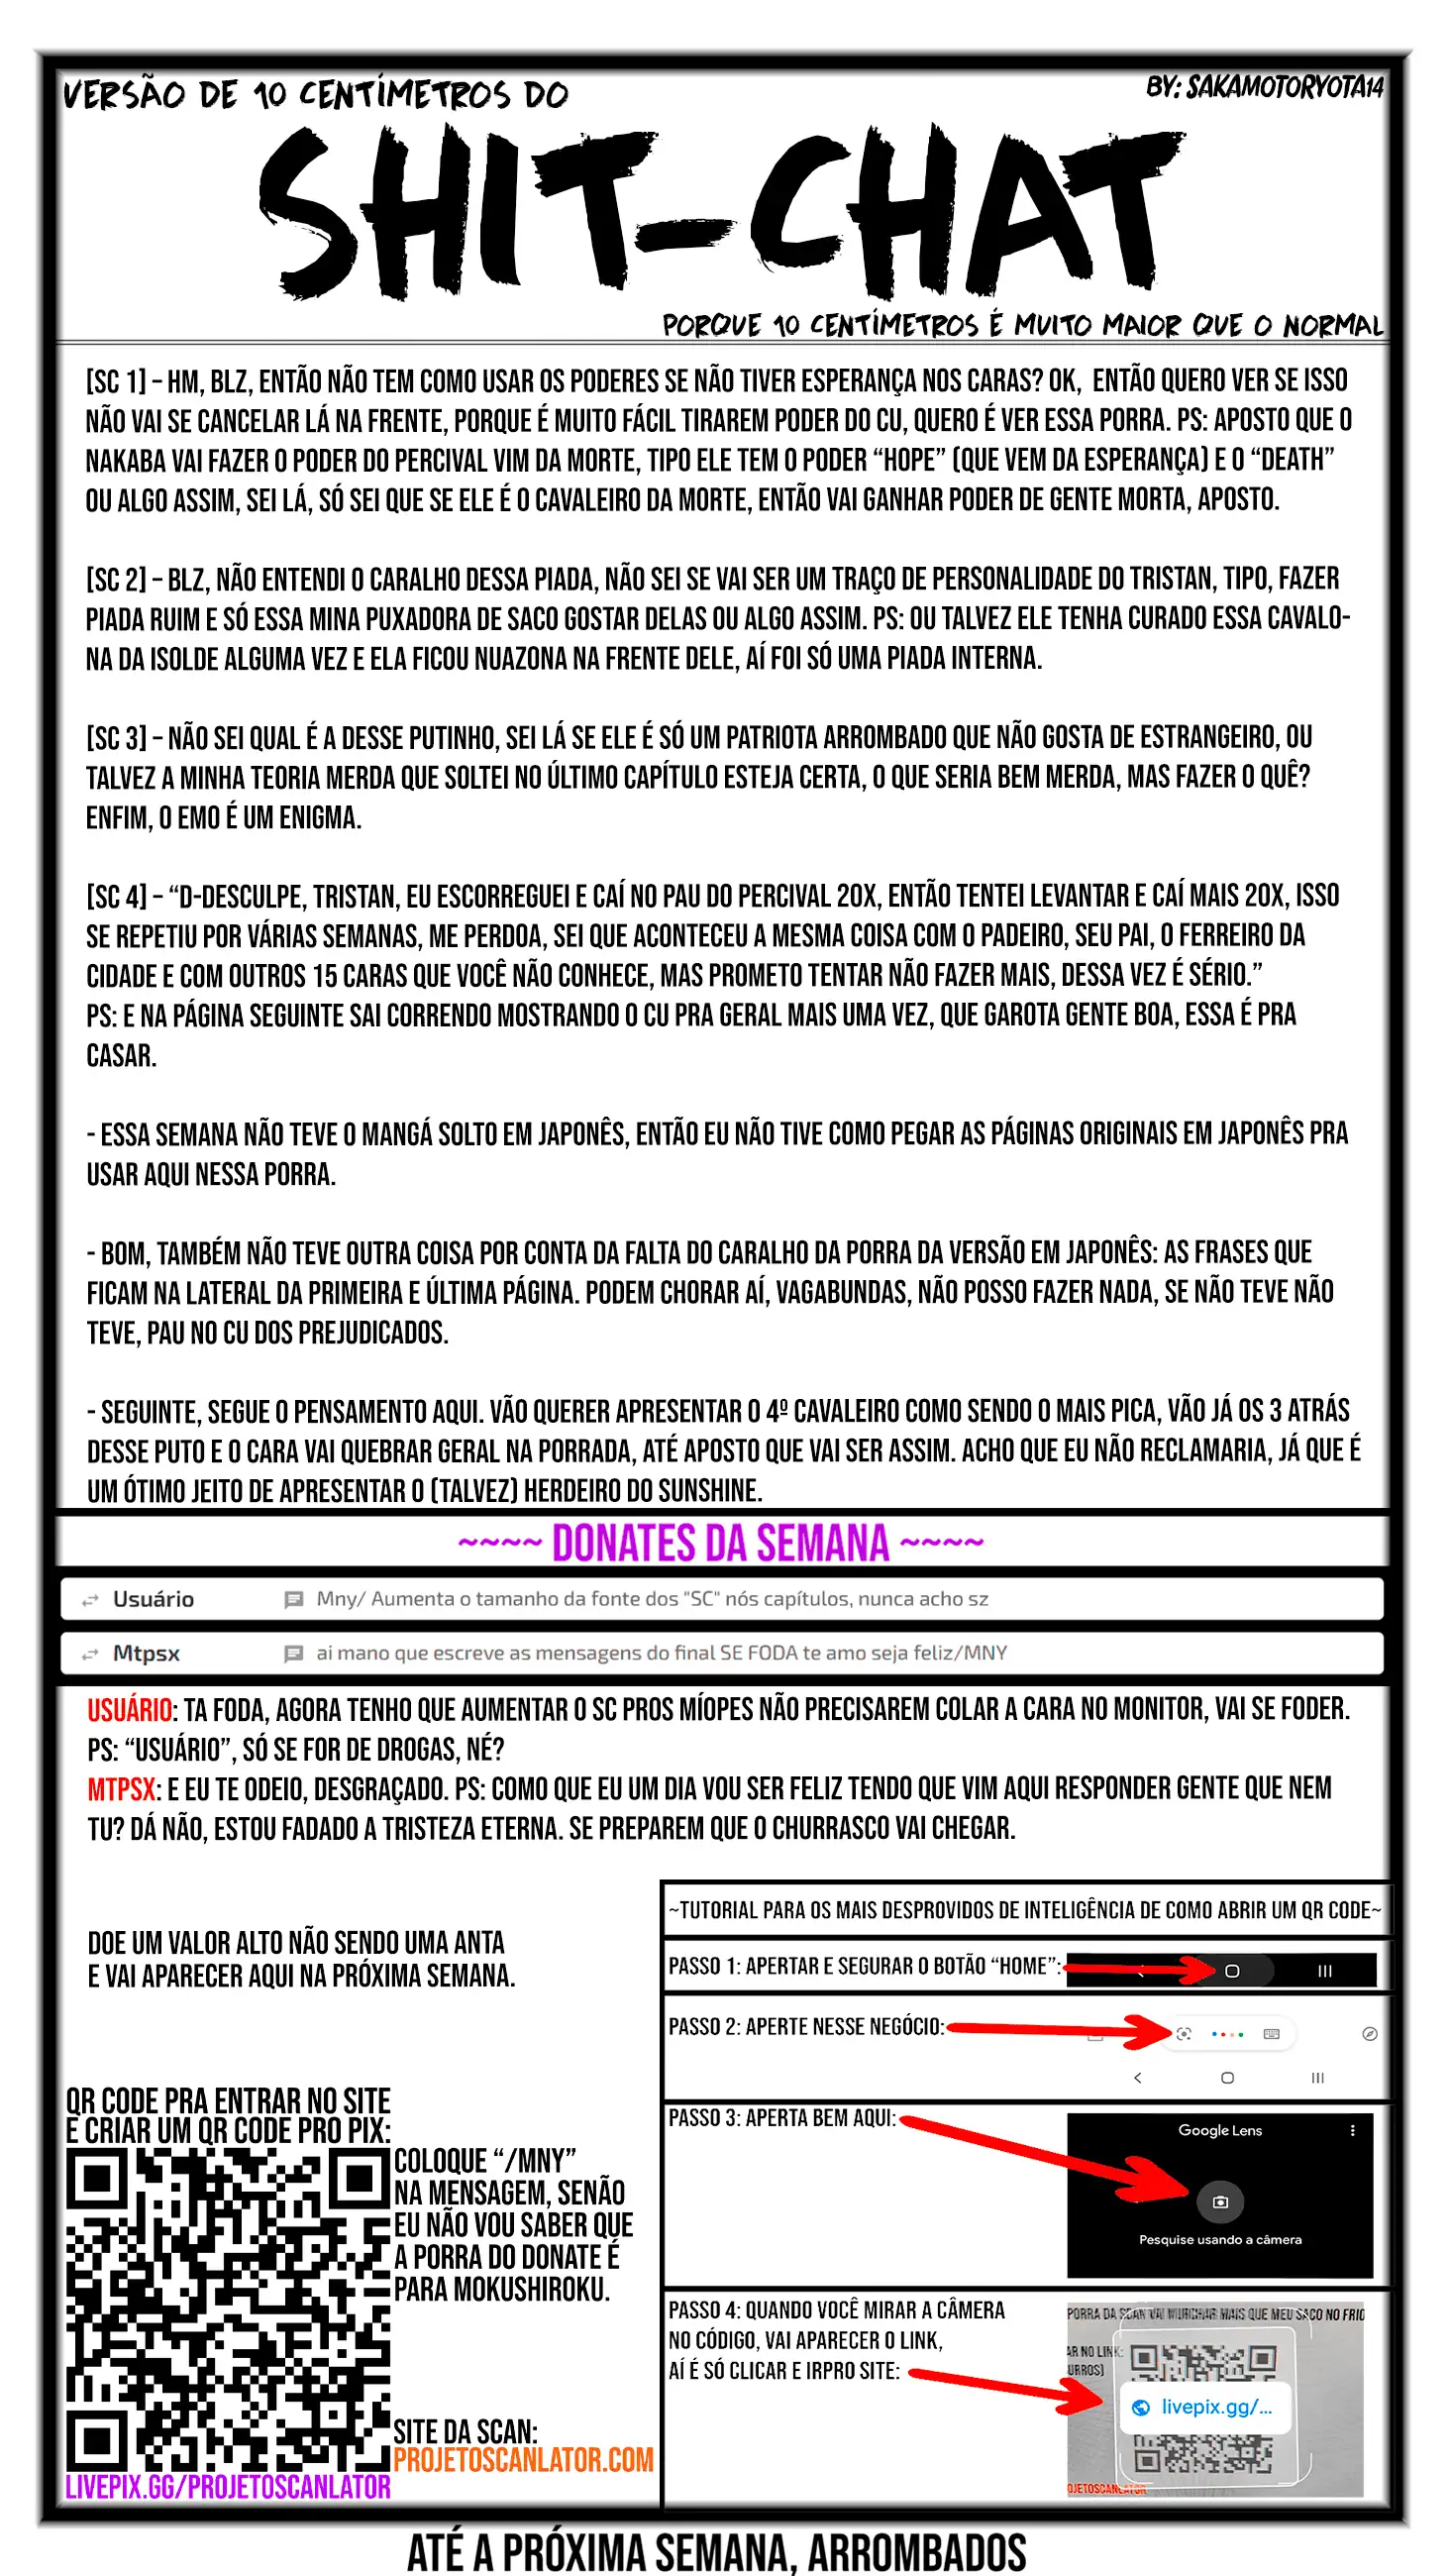 VERSÃO DE 10 CENTÍMETROS DO
BY: SAKAMOTORYOTA14
SHIT-CHAT
PORQUE 10 CENTÍMETROS É MUITO MAIOR QUE O NORMAL
[SC 1] – HM, BLZ, ENTÃO NÃO TEM COMO USAR OS PODERES SE NÃO TIVER ESPERANÇA NOS CARAS? OK, ENTÃO QUERO VER SE ISSO
NÃO VAI SE CANCELAR LÁ NA FRENTE, PORQUE É MUITO FÁCIL TIRAREM PODER DO CU, QUERO É VER ESSA PORRA. PS: APOSTO QUE O
NAKABA VAI FAZER O PODER DO PERCIVAL VIM DA MORTE, TIPO ELE TEM O PODER “HOPE” (QUE VEM DA ESPERANÇA) E O “DEATH”
OU ALGO ASSIM, SEI LÁ, SÓ SEI QUE SE ELE É O CAVALEIRO DA MORTE, ENTÃO VAI GANHAR PODER DE GENTE MORTA, APOSTO.
[SC 2] – BLZ, NÃO ENTENDI O CARALHO DESSA PIADA, NÃO SEI SE VAI SER UM TRAÇO DE PERSONALIDADE DO TRISTAN, TIPO, FAZER
PIADA RUIM E SÓ ESSA MINA PUXADORA DE SACO GOSTAR DELAS OU ALGO ASSIM. PS: OU TALVEZ ELE TENHA CURADO ESSA CAVALO-
NA DA ISOLDE ALGUMA VEZ E ELA FICOU NUAZONA NA FRENTE DELE, AÍ FOI SÓ UMA PIADA INTERNA.
[SC 3] – NÃO SEI QUAL É A DESSE PUTINHO, SEI LÁ SE ELE É SÓ UM PATRIOTA ARROMBADO QUE NÃO GOSTA DE ESTRANGEIRO, OU
TALVEZ A MINHA TEORIA MERDA QUE SOLTEI NO ÚLTIMO CAPÍTULO ESTEJA CERTA, O QUE SERIA BEM MERDA, MAS FAZER O QUÊ?
ENFIM, O EMO É UM ENIGMA.
[SC 4] – “D-DESCULPE, TRISTAN, EU ESCORREGUEI E CAÍ NO PAU DO PERCIVAL 20X, ENTÃO TENTEI LEVANTAR E CAÍ MAIS 20X, ISSO
SE REPETIU POR VÁRIAS SEMANAS, ME PERDOA, SEI QUE ACONTECEU A MESMA COISA COM O PADEIRO, SEU PAI, O FERREIRO DA
CIDADE E COM OUTROS 15 CARAS QUE VOCÊ NÃO CONHECE, MAS PROMETO TENTAR NÃO FAZER MAIS, DESSA VEZ É SÉRIO.”
PS: E NA PÁGINA SEGUINTE SAI CORRENDO MOSTRANDO O CU PRA GERAL MAIS UMA VEZ, QUE GAROTA GENTE BOA, ESSA É PRA
CASAR.
- ESSA SEMANA NÃO TEVE O MANGÁ SOLTO EM JAPONÊS, ENTÃO EU NÃO TIVE COMO PEGAR AS PÁGINAS ORIGINAIS EM JAPONÊS PRA
USAR AQUI NESSA PORRA.
- BOM, TAMBÉM NÃO TEVE OUTRA COISA POR CONTA DA FALTA DO CARALHO DA PORRA DA VERSÃO EM JAPONÊS: AS FRASES QUE
FICAM NA LATERAL DA PRIMEIRA E ÚLTIMA PÁGINA. PODEM CHORAR AÍ, VAGABUNDAS, NÃO POSSO FAZER NADA, SE NÃO TEVE NÃO
TEVE, PAU NO CU DOS PREJUDICADOS.
- SEGUINTE, SEGUE O PENSAMENTO AQUI. VÃO QUERER APRESENTAR O 4º CAVALEIRO COMO SENDO O MAIS PICA, VÃO JÁ OS 3 ATRÁS
DESSE PUTO E O CARA VAI QUEBRAR GERAL NA PORRADA, ATÉ APOSTO QUE VAI SER ASSIM. ACHO QUE EU NÃO RECLAMARIA, JÁ QUE É
UM ÓTIMO JEITO DE APRESENTAR O (TALVEZ) HERDEIRO DO SUNSHINE.
~~~~ DONATES DA SEMANA ~~~~
Usuário Mny/ Aumenta o tamanho da fonte dos "SC" nós capítulos, nunca acho sz
Mtpsx ai mano que escreve as mensagens do final SE FODA te amo seja feliz/MNY
USUÁRIO: TA FODA, AGORA TENHO QUE AUMENTAR O SC PROS MÍOPES NÃO PRECISAREM COLAR A CARA NO MONITOR, VAI SE FODER.
PS: “USUÁRIO”, SÓ SE FOR DE DROGAS, NÉ?
MTPSX: E EU TE ODEIO, DESGRAÇADO. PS: COMO QUE EU UM DIA VOU SER FELIZ TENDO QUE VIM AQUI RESPONDER GENTE QUE NEM
TU? DÁ NÃO, ESTOU FADADO A TRISTEZA ETERNA. SE PREPAREM QUE O CHURRASCO VAI CHEGAR.
DOE UM VALOR ALTO NÃO SENDO UMA ANTA
E VAI APARECER AQUI NA PRÓXIMA SEMANA.
QR CODE PRA ENTRAR NO SITE
E CRIAR UM QR CODE PRO PIX:
COLOQUE “/MNY”
NA MENSAGEM, SENÃO
EU NÃO VOU SABER QUE
A PORRA DO DONATE É
PARA MOKUSHIROKU.
SITE DA SCAN:
PROJETOSCANLATOR.COM
LIVEPIX.GG/PROJETOSCANLATOR
~TUTORIAL PARA OS MAIS DESPROVIDOS DE INTELIGÊNCIA DE COMO ABRIR UM QR CODE~
PASSO 1: APERTAR E SEGURAR O BOTÃO “HOME”:
PASSO 2: APERTE NESSE NEGÓCIO:
PASSO 3: APERTA BEM AQUI:
Google Lens
Pesquise usando a câmera
PASSO 4: QUANDO VOCÊ MIRAR A CÂMERA
NO CÓDIGO, VAI APARECER O LINK,
AÍ É SÓ CLICAR E IRPRO SITE:
PORRA DA SCAN VAI MURCHAR MAIS QUE MEU SACO NO FRIO
AR NO LINK:
URROS)
livepix.gg/...
OJETOSCANLATOR
ATÉ A PRÓXIMA SEMANA, ARROMBADOS